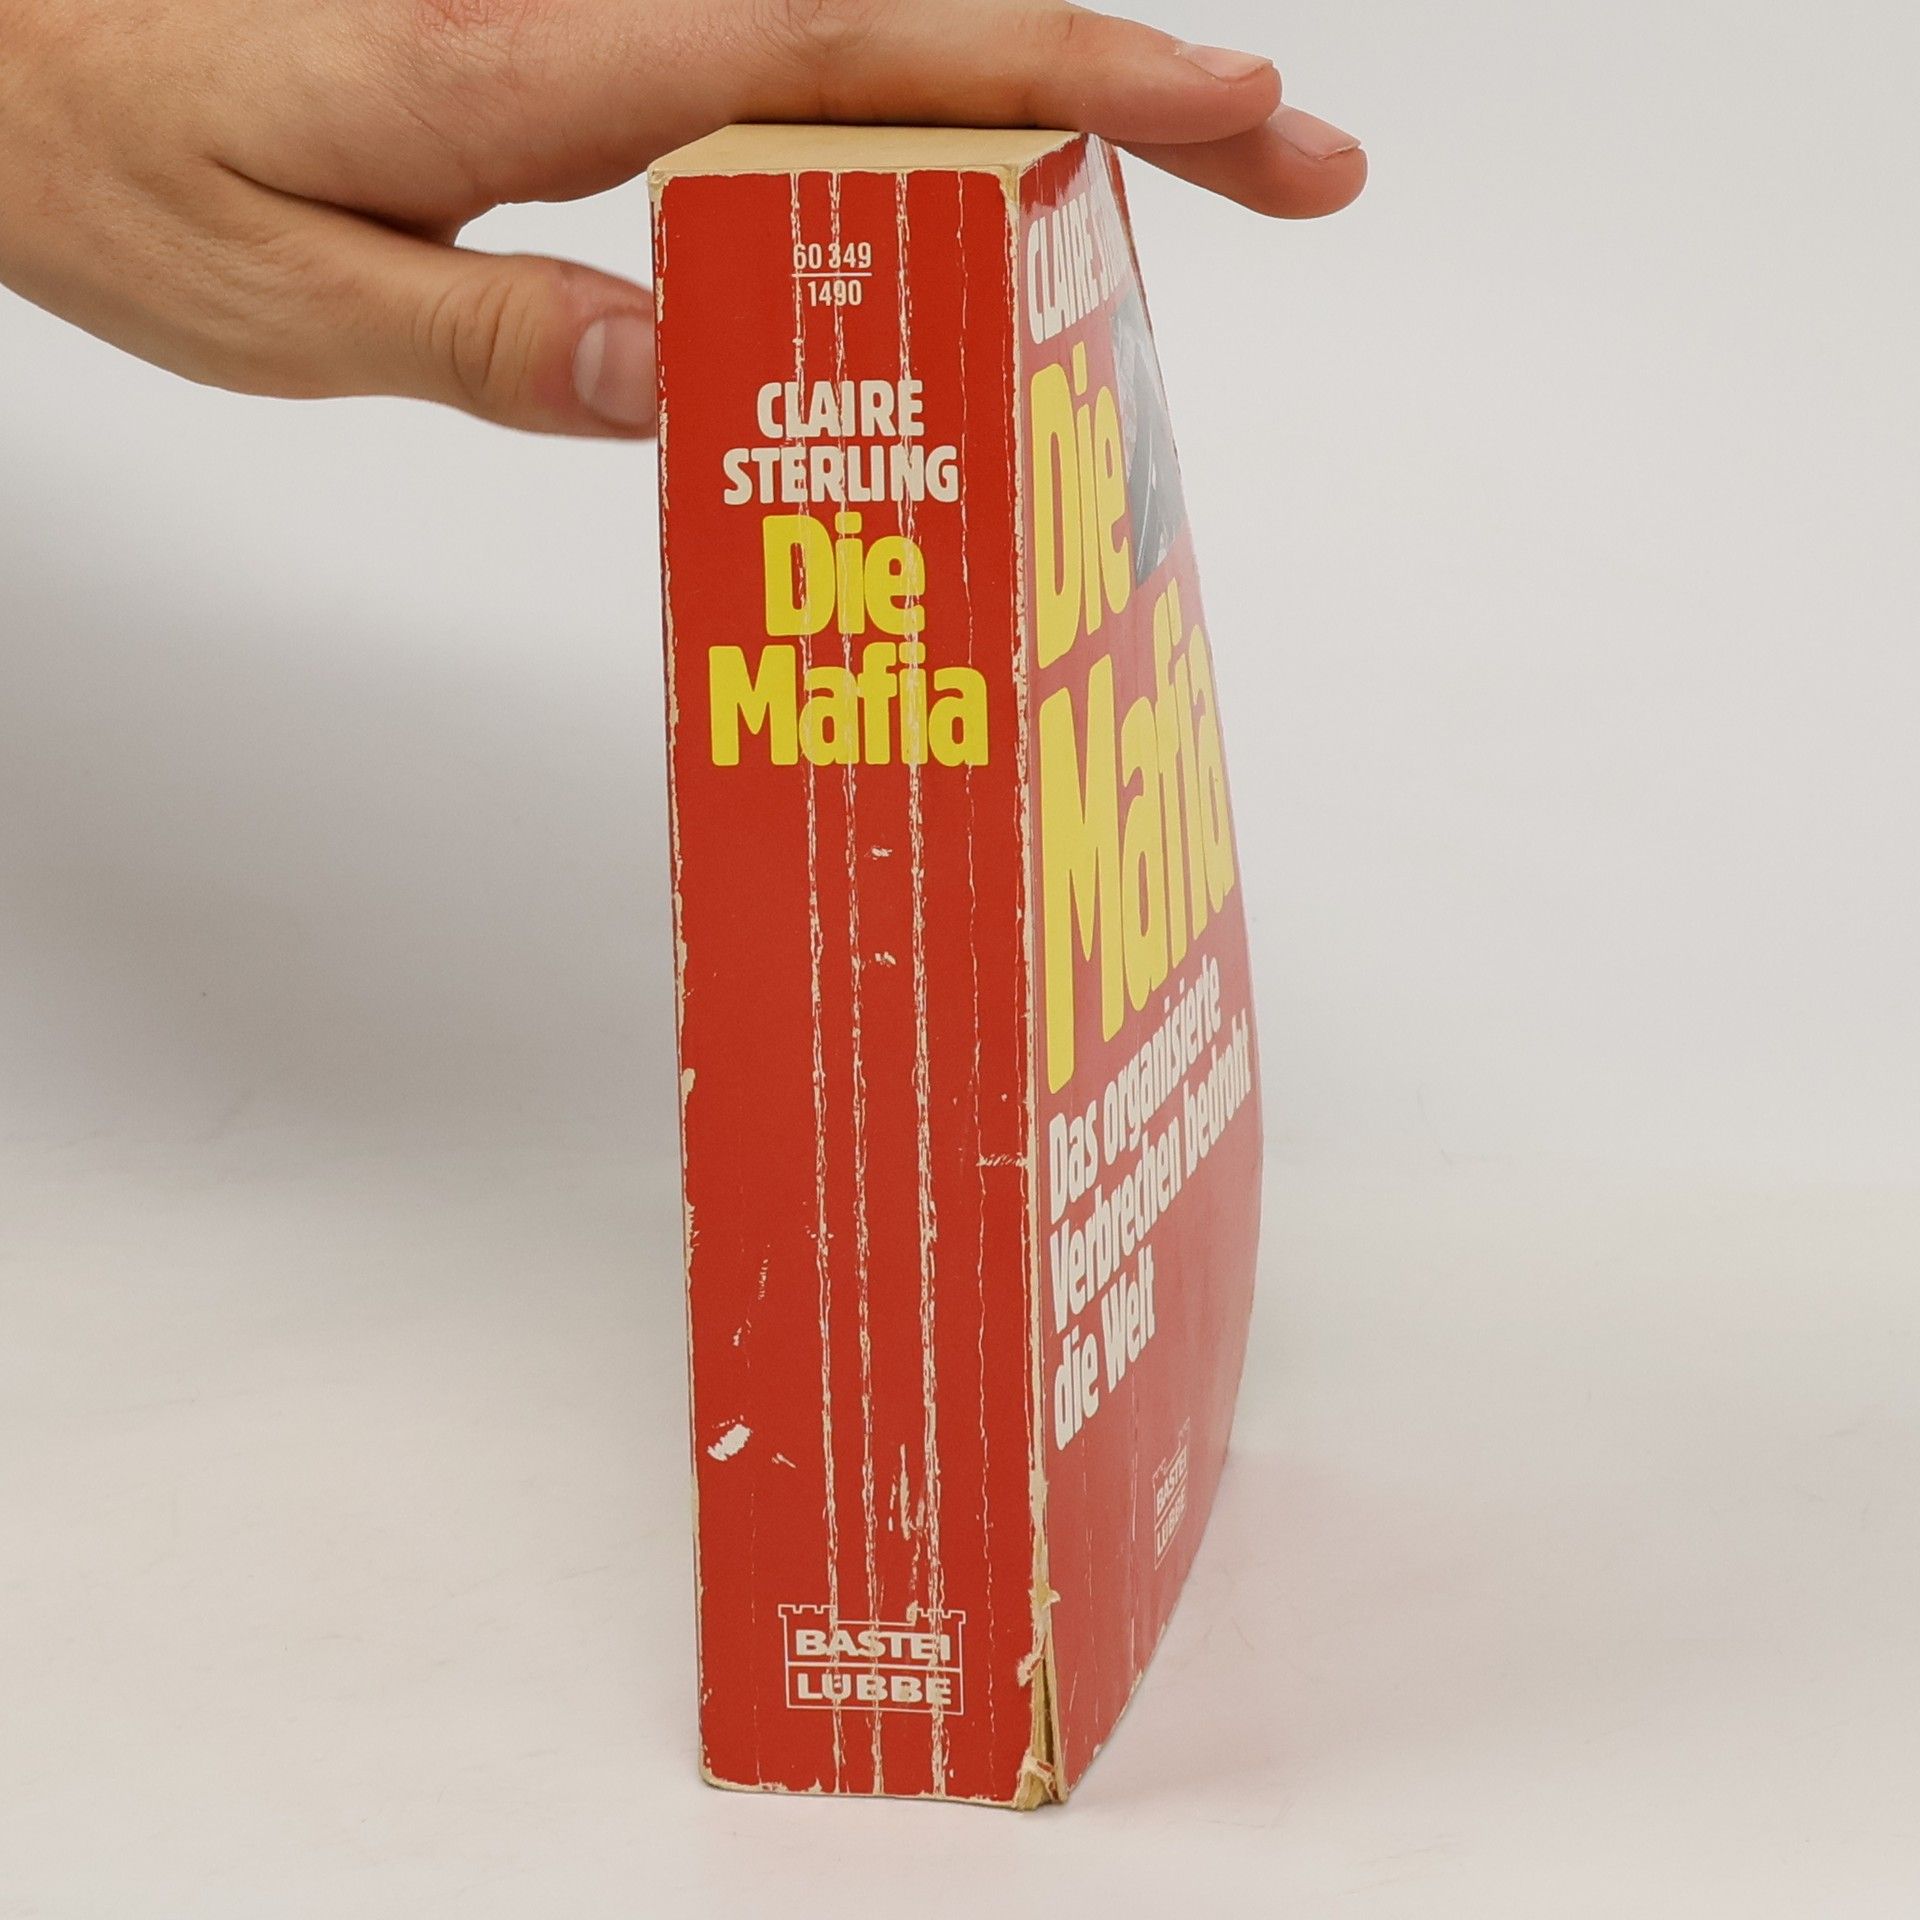 60 349
1490
CLAIRE
STERLING
Die
Mafia
BASTEI
LÜBBE
CLAIRE
Die
Mafia
Das organisierte
Verbrechen bedroht
die Welt
BASTEI
LÜBBE